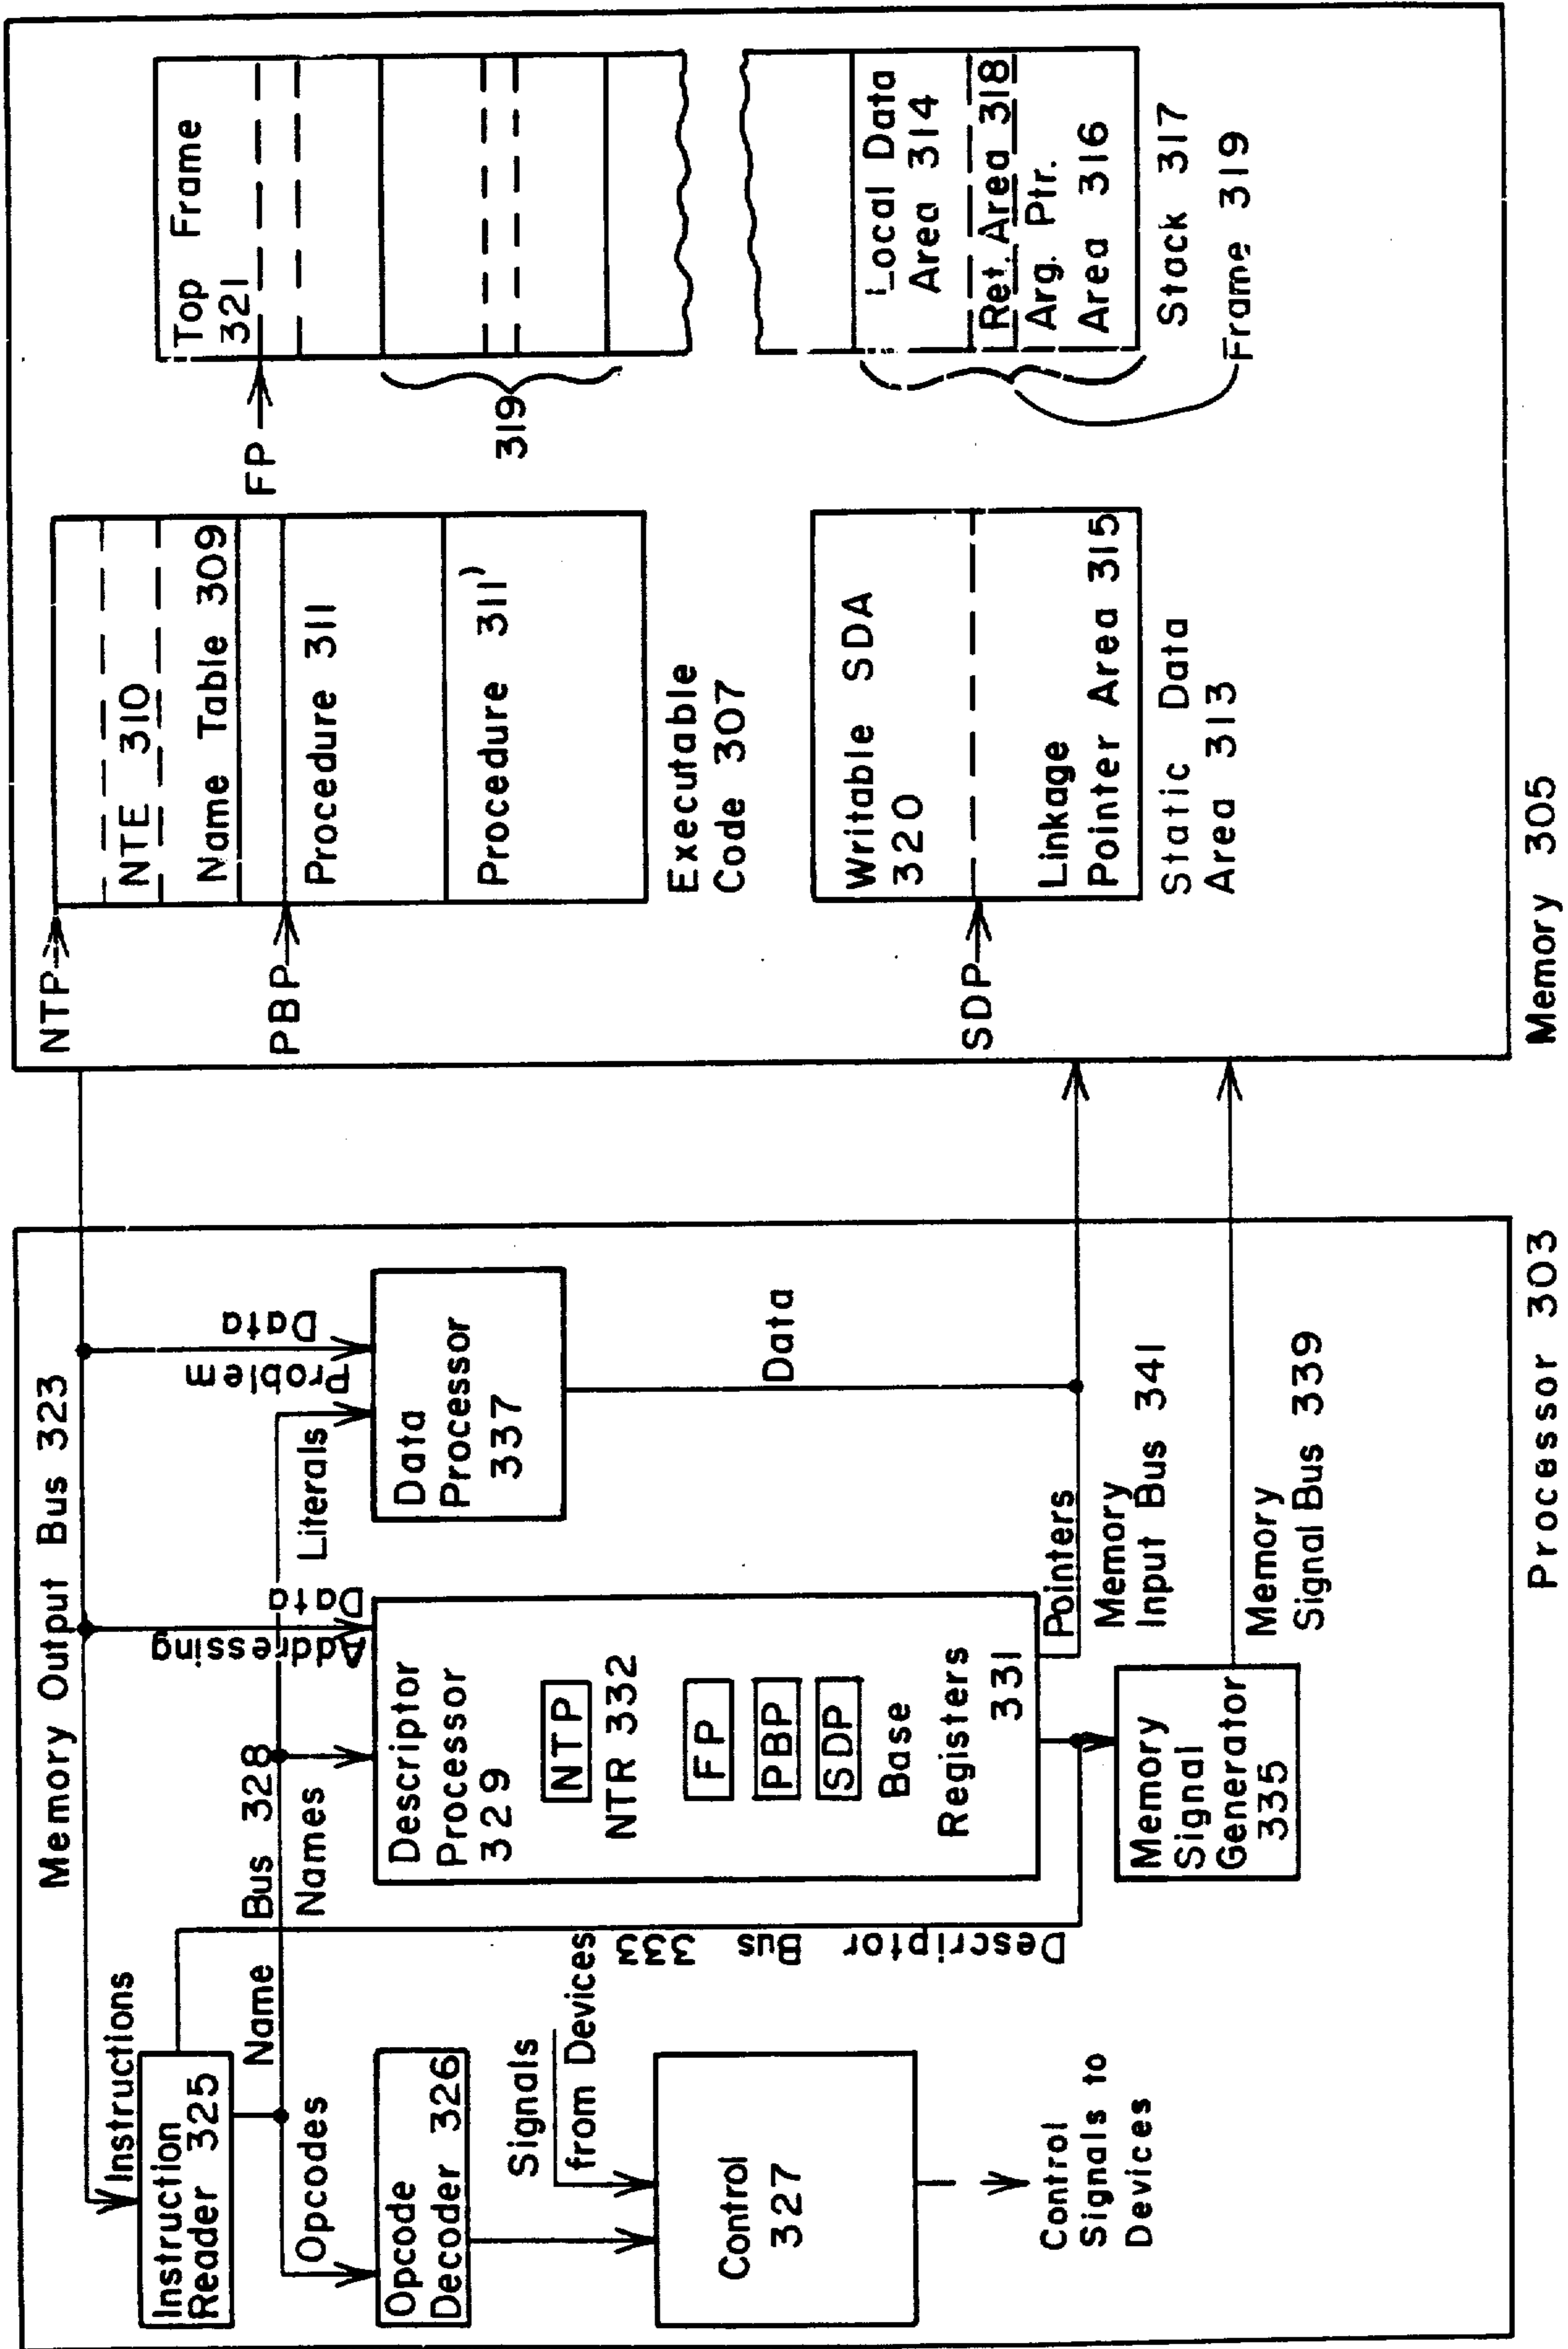 Memory Output Bus 323
Instructions
Instruction
Reader 325
Name Bus 328
Opcodes
Names
Literals
Addressing
Data
Problem
Data
Opcode
Decoder 326
Signals
from Devices
Control
327
Control
Signals to
Devices
Descriptor Bus 333
Descriptor
Processor
329
NTP
NTR 332
FP
PBP
SDP
Base
Registers
331
Data
Processor
337
Data
Pointers
Memory
Input Bus 341
Memory
Signal
Generator
335
Memory
Signal Bus 339
Processor 303
NTP
NTE 310
Name Table 309
PBP
Procedure 311
Procedure 311'
Executable
Code 307
SDP
Writable SDA
320
Linkage
Pointer Area 315
Static Data
Area 313
FP
Top Frame
321
319
Local Data
Area 314
Ret. Area 318
Arg. Ptr.
Area 316
Stack 317
Frame 319
Memory 305